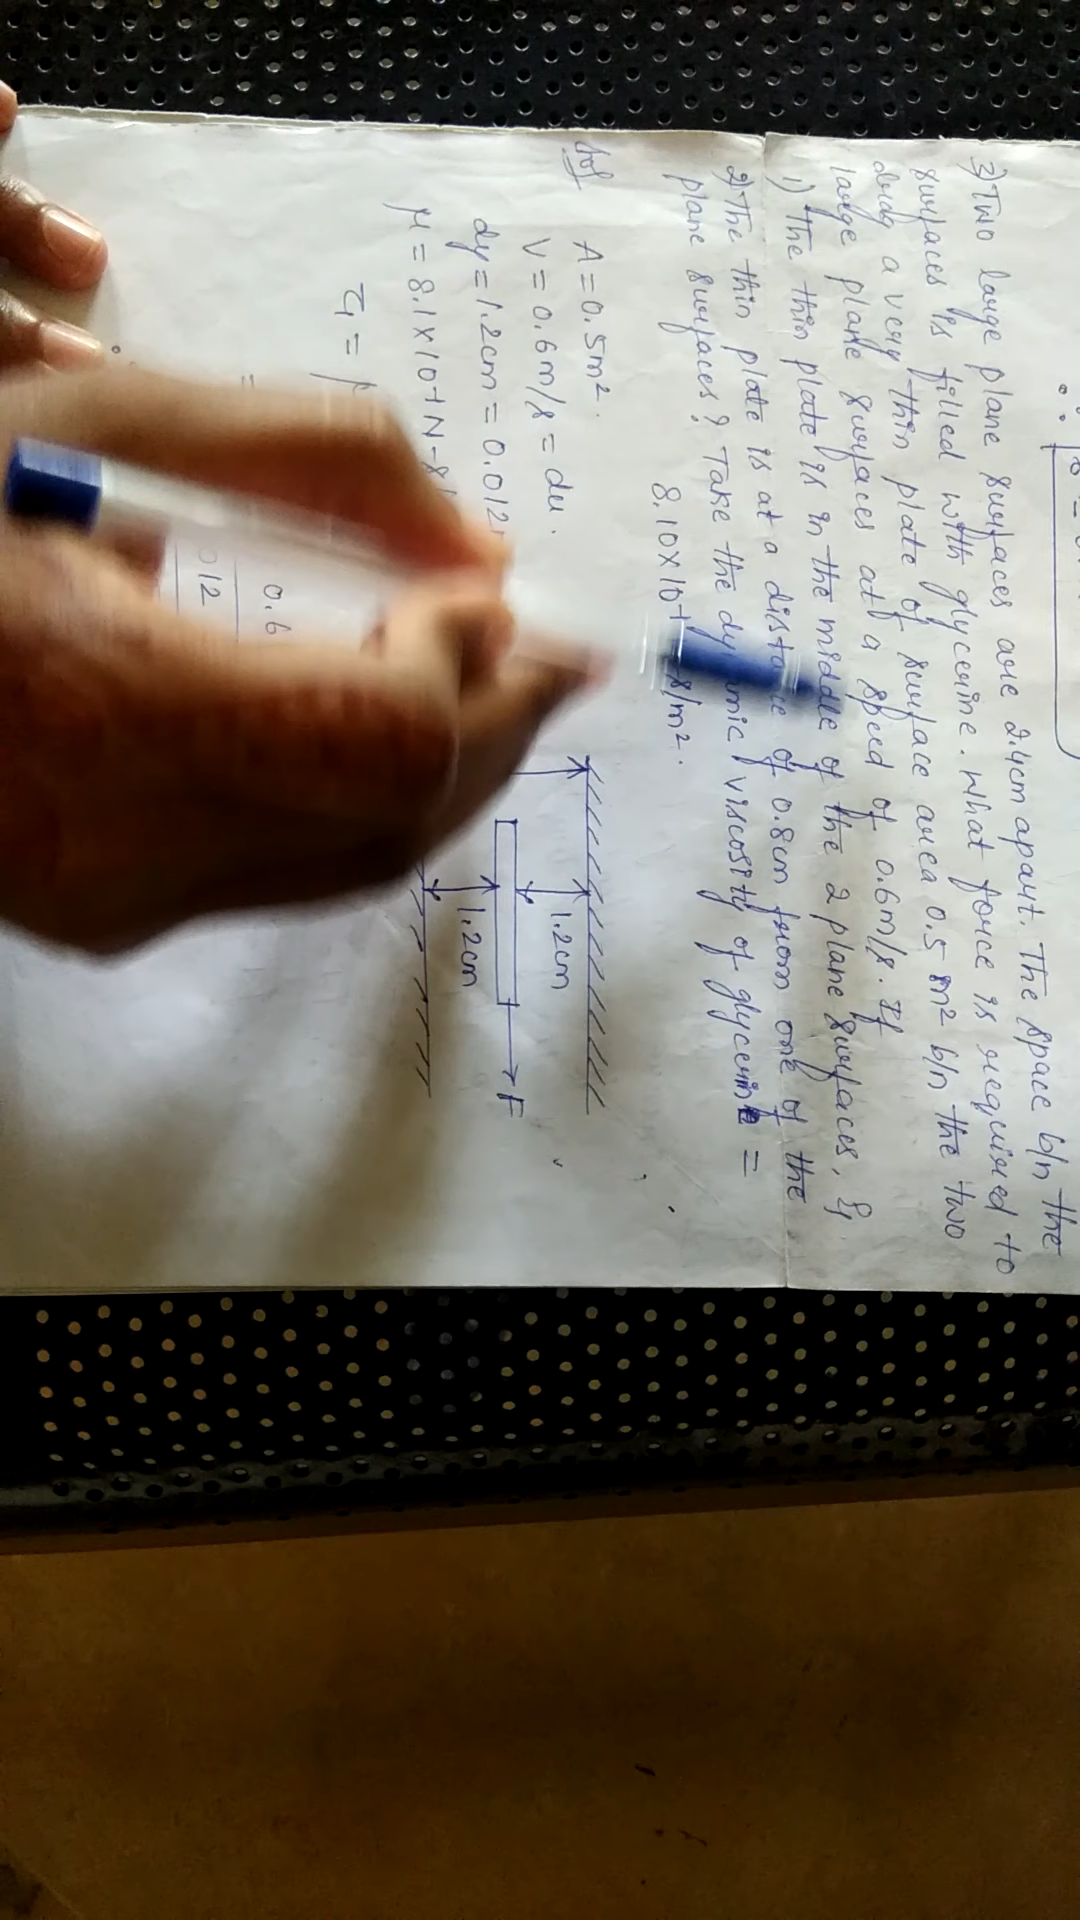 3) Two large plane surfaces are 2.4cm apart. The space b/n the
surfaces is filled with glycerine. What force is required to
drag a very thin plate of surface area 0.5 m² b/n the two
large plane surfaces at a speed of 0.6m/s. If
1) The thin plate is in the middle of the 2 plane surfaces, &
2) The thin plate is at a distance of 0.8cm from one of the
plane surfaces? Take the dynamic viscosity of glycerine =
8.10×10⁻¹ s/m².
Sol
A = 0.5m².
V = 0.6m/s = du.
dy = 1.2cm = 0.012
μ = 8.1×10⁻¹ N-s
τ₁ =
= 0.6
012
1.2cm
1.2cm
F